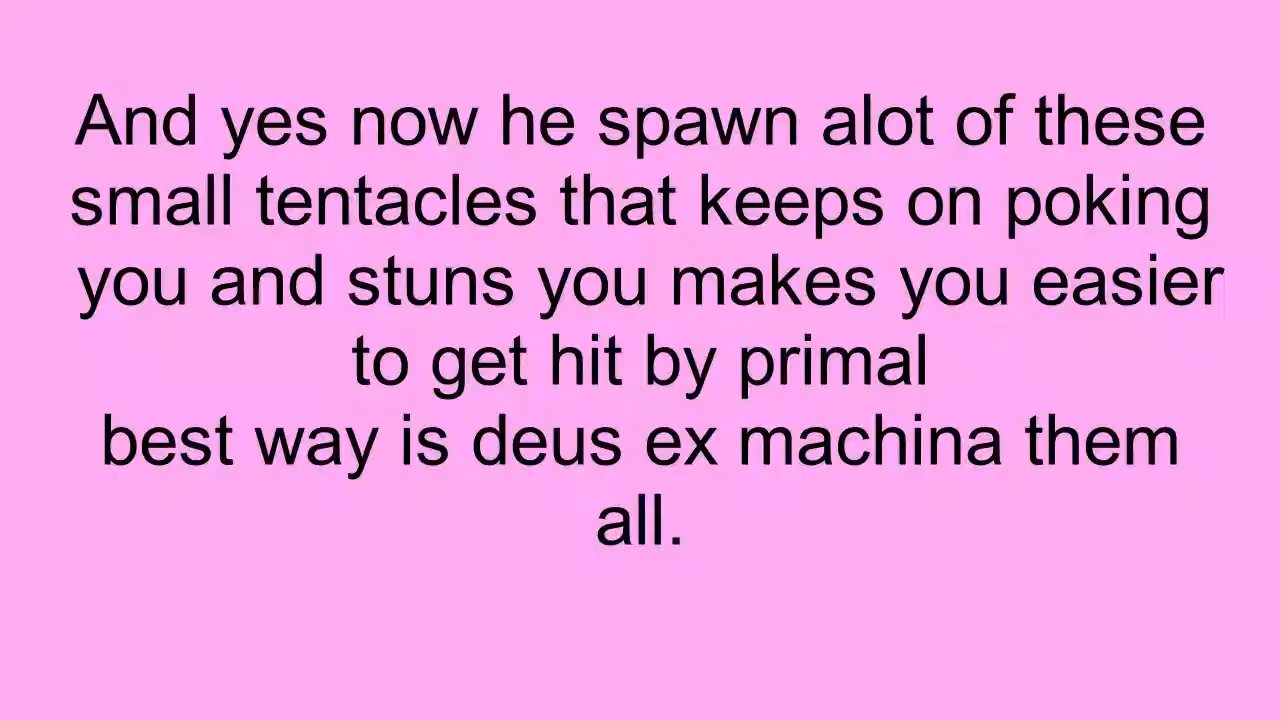 And yes now he spawn alot of these
small tentacles that keeps on poking
you and stuns you makes you easier
to get hit by primal
best way is deus ex machina them
all.